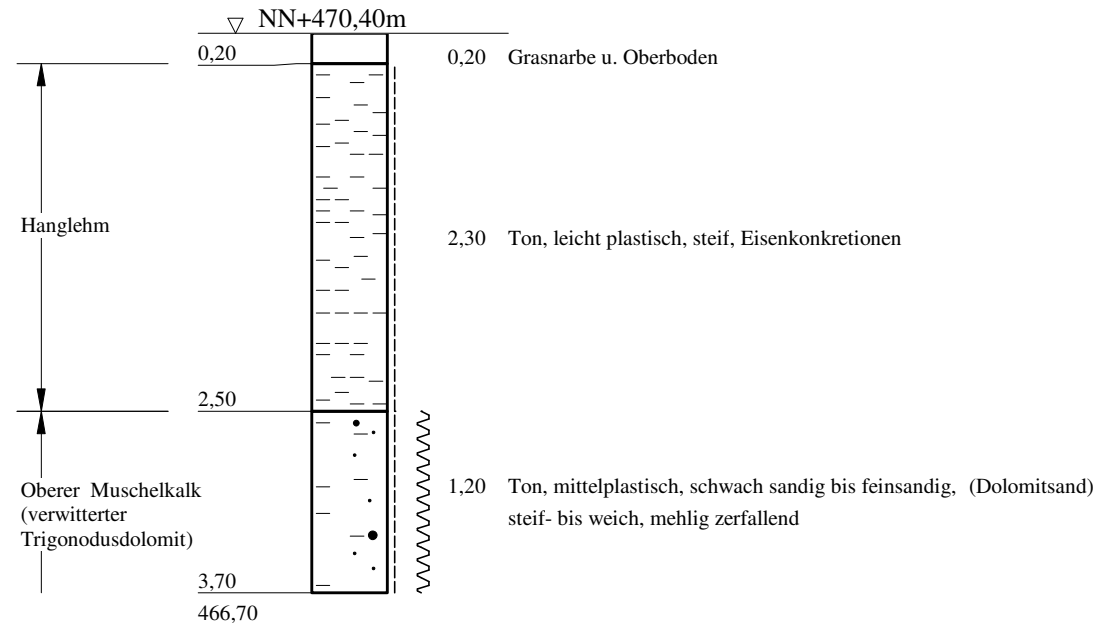 NN+470,40m
0,20
0,20 Grasnarbe u. Oberboden
Hanglehm
2,30 Ton, leicht plastisch, steif, Eisenkonkretionen
2,50
Oberer Muschelkalk
(verwitterter
Trigonodusdolomit)
1,20 Ton, mittelplastisch, schwach sandig bis feinsandig, (Dolomitsand)
steif- bis weich, mehlig zerfallend
3,70
466,70